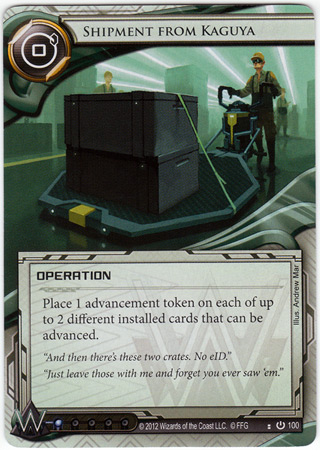 Shipment from Kaguya
0
OPERATION
Place 1 advancement token on each of up
to 2 different installed cards that can be
advanced.
"And then there's these two crates. No eID."
"Just leave those with me and forget you ever saw 'em."
Illus. Andrew Mar
© 2012 Wizards of the Coast LLC. © FFG
100